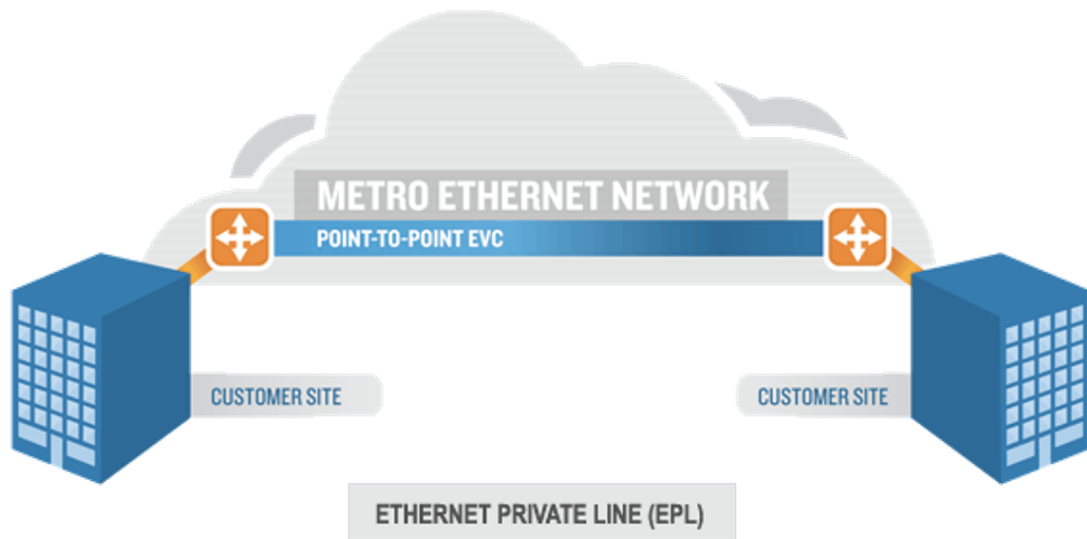 METRO ETHERNET NETWORK
POINT-TO-POINT EVC
CUSTOMER SITE
CUSTOMER SITE
ETHERNET PRIVATE LINE (EPL)